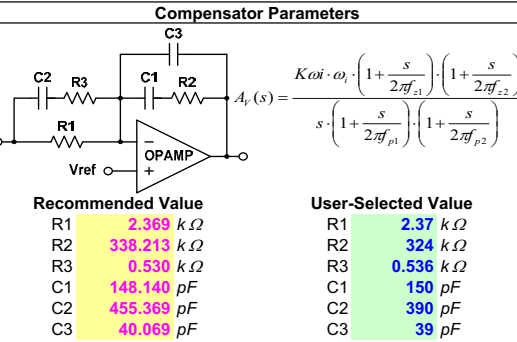 Compensator Parameters
C3
C2 R3 C1 R2
R1
OPAMP
Vref
− +
A_V(s) = Kωi · ω_i · (1 + s / 2πf_z1) · (1 + s / 2πf_z2) / s · (1 + s / 2πf_p1) · (1 + s / 2πf_p2)
Recommended Value User-Selected Value
R1 2.369 kΩ R1 2.37 kΩ
R2 338.213 kΩ R2 324 kΩ
R3 0.530 kΩ R3 0.536 kΩ
C1 148.140 pF C1 150 pF
C2 455.369 pF C2 390 pF
C3 40.069 pF C3 39 pF